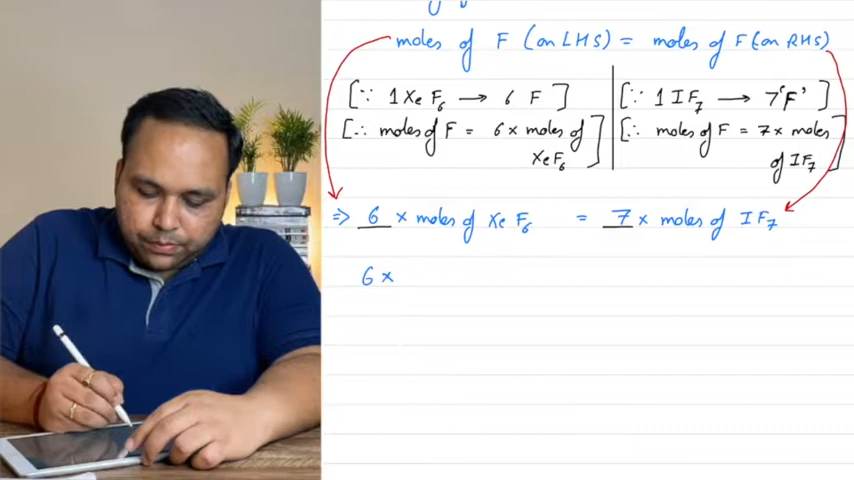 moles of F (on LHS) = moles of F (on RHS)
[∵ 1 XeF₆ → 6 F ]
[∴ moles of F = 6 × moles of
XeF₆ ]
[∵ 1 IF₇ → 7 'F' ]
[∴ moles of F = 7 × moles
of IF₇ ]
⇒ 6 × moles of XeF₆ = 7 × moles of IF₇
6 ×